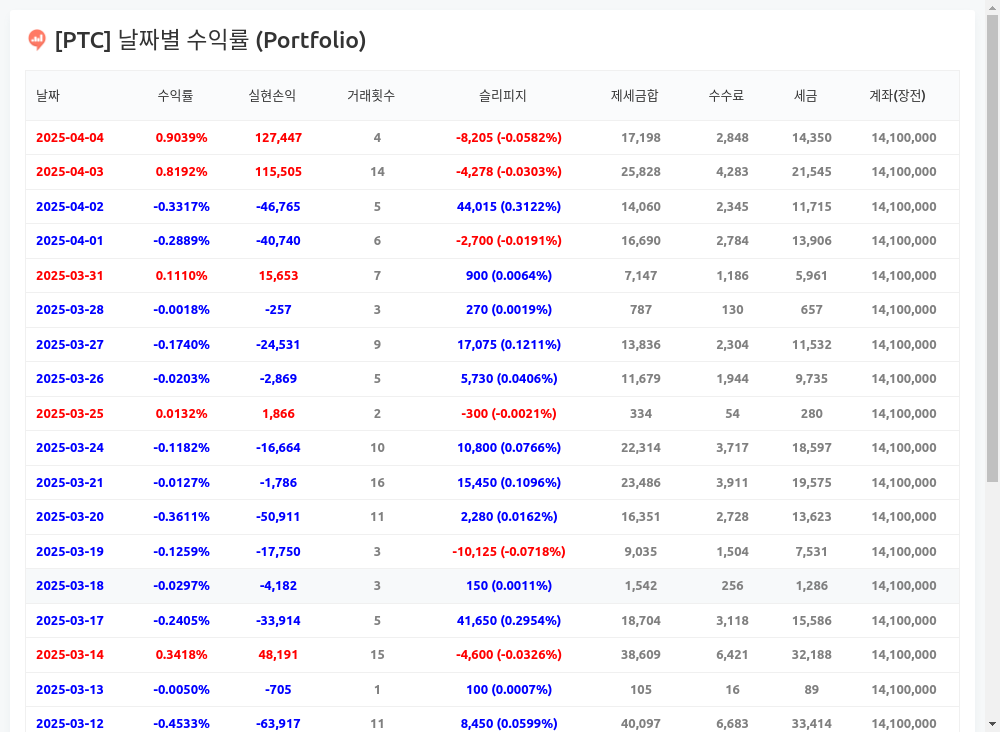 [PTC] 날짜별 수익률 (Portfolio)
날짜 수익률 실현손익 거래횟수 슬리피지 제세금합 수수료 세금 계좌(장전)
2025-04-04 0.9039% 127,447 4 -8,205 (-0.0582%) 17,198 2,848 14,350 14,100,000
2025-04-03 0.8192% 115,505 14 -4,278 (-0.0303%) 25,828 4,283 21,545 14,100,000
2025-04-02 -0.3317% -46,765 5 44,015 (0.3122%) 14,060 2,345 11,715 14,100,000
2025-04-01 -0.2889% -40,740 6 -2,700 (-0.0191%) 16,690 2,784 13,906 14,100,000
2025-03-31 0.1110% 15,653 7 900 (0.0064%) 7,147 1,186 5,961 14,100,000
2025-03-28 -0.0018% -257 3 270 (0.0019%) 787 130 657 14,100,000
2025-03-27 -0.1740% -24,531 9 17,075 (0.1211%) 13,836 2,304 11,532 14,100,000
2025-03-26 -0.0203% -2,869 5 5,730 (0.0406%) 11,679 1,944 9,735 14,100,000
2025-03-25 0.0132% 1,866 2 -300 (-0.0021%) 334 54 280 14,100,000
2025-03-24 -0.1182% -16,664 10 10,800 (0.0766%) 22,314 3,717 18,597 14,100,000
2025-03-21 -0.0127% -1,786 16 15,450 (0.1096%) 23,486 3,911 19,575 14,100,000
2025-03-20 -0.3611% -50,911 11 2,280 (0.0162%) 16,351 2,728 13,623 14,100,000
2025-03-19 -0.1259% -17,750 3 -10,125 (-0.0718%) 9,035 1,504 7,531 14,100,000
2025-03-18 -0.0297% -4,182 3 150 (0.0011%) 1,542 256 1,286 14,100,000
2025-03-17 -0.2405% -33,914 5 41,650 (0.2954%) 18,704 3,118 15,586 14,100,000
2025-03-14 0.3418% 48,191 15 -4,600 (-0.0326%) 38,609 6,421 32,188 14,100,000
2025-03-13 -0.0050% -705 1 100 (0.0007%) 105 16 89 14,100,000
2025-03-12 -0.4533% -63,917 11 8,450 (0.0599%) 40,097 6,683 33,414 14,100,000